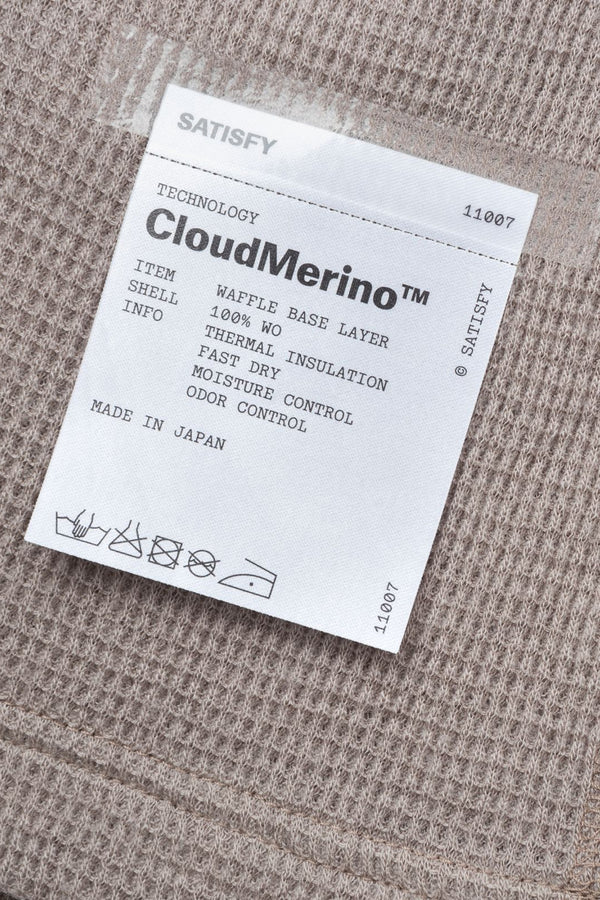 SATISFY
11007
TECHNOLOGY
CloudMerino™
ITEM WAFFLE BASE LAYER
SHELL 100% WO
INFO THERMAL INSULATION
FAST DRY
MOISTURE CONTROL
ODOR CONTROL
© SATISFY
MADE IN JAPAN
11007